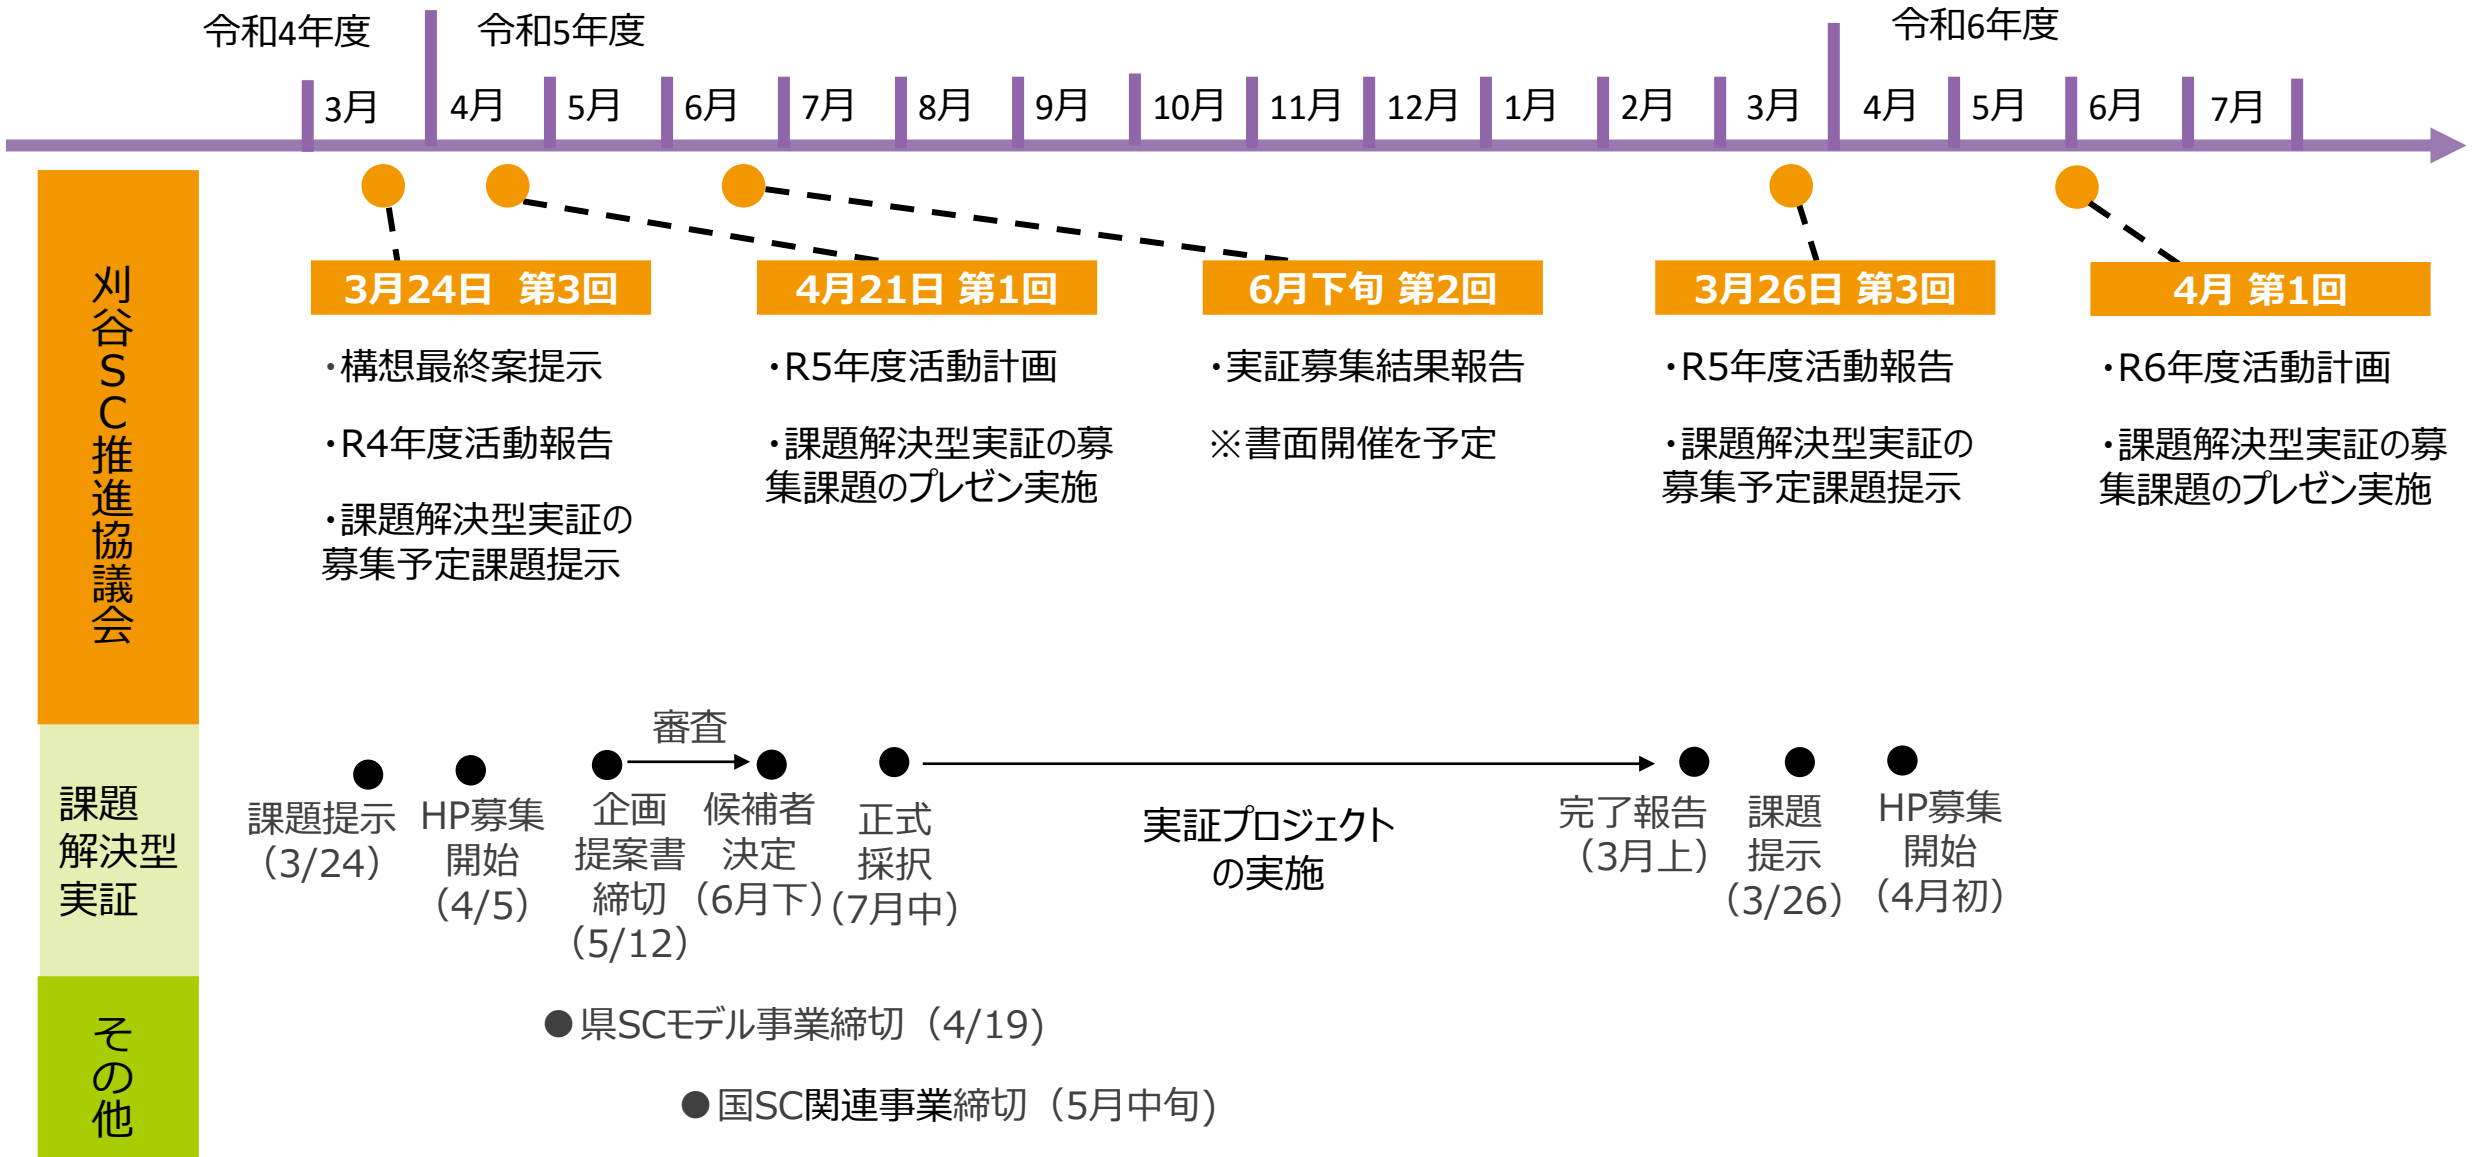 令和4年度
令和5年度
令和6年度
3月
4月
5月
6月
7月
8月
9月
10月
11月
12月
1月
2月
3月
4月
5月
6月
7月
刈谷SC推進協議会
3月24日 第3回
・構想最終案提示
・R4年度活動報告
・課題解決型実証の
募集予定課題提示
4月21日 第1回
・R5年度活動計画
・課題解決型実証の募
集課題のプレゼン実施
6月下旬 第2回
・実証募集結果報告
※書面開催を予定
3月26日 第3回
・R5年度活動報告
・課題解決型実証の
募集予定課題提示
4月 第1回
・R6年度活動計画
・課題解決型実証の募
集課題のプレゼン実施
課題
解決型
実証
課題提示
（3/24）
HP募集
開始
（4/5）
企画
提案書
締切
（5/12）
審査
候補者
決定
（6月下）
正式
採択
（7月中）
実証プロジェクト
の実施
完了報告
（3月上）
課題
提示
（3/26）
HP募集
開始
（4月初）
その他
●県SCモデル事業締切（4/19)
●国SC関連事業締切（5月中旬)